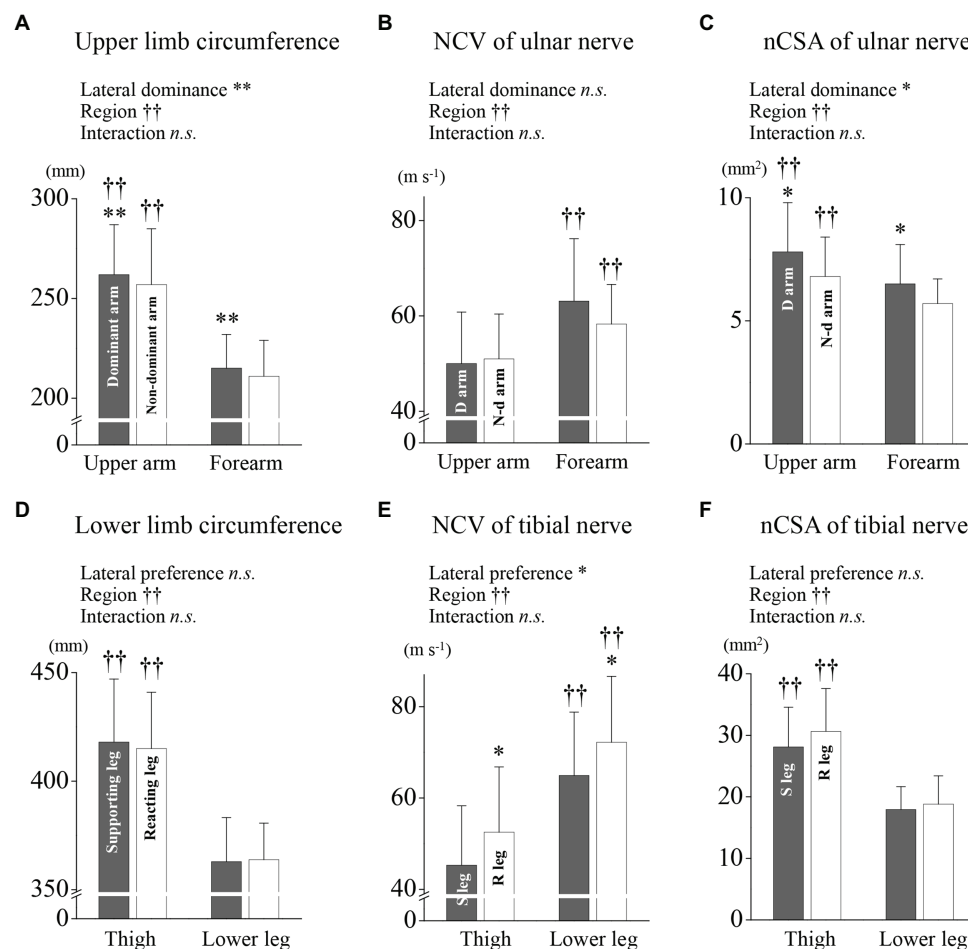 A Upper limb circumference
Lateral dominance **
Region ††
Interaction n.s.
(mm)
300
250
200
0
††
**
††
**
Dominant arm
Non-dominant arm
Upper arm Forearm
B NCV of ulnar nerve
Lateral dominance n.s.
Region ††
Interaction n.s.
(m s⁻¹)
80
60
40
0
††
††
D arm
N-d arm
Upper arm Forearm
C nCSA of ulnar nerve
Lateral dominance *
Region ††
Interaction n.s.
(mm²)
10
5
0
††
*
††
*
D arm
N-d arm
Upper arm Forearm
D Lower limb circumference
Lateral preference n.s.
Region ††
Interaction n.s.
(mm)
450
400
350
0
††
††
Supporting leg
Reacting leg
Thigh Lower leg
E NCV of tibial nerve
Lateral preference *
Region ††
Interaction n.s.
(m s⁻¹)
80
60
40
0
*
††
††
*
S leg
R leg
Thigh Lower leg
F nCSA of tibial nerve
Lateral preference n.s.
Region ††
Interaction n.s.
(mm²)
40
30
20
10
0
††
††
S leg
R leg
Thigh Lower leg